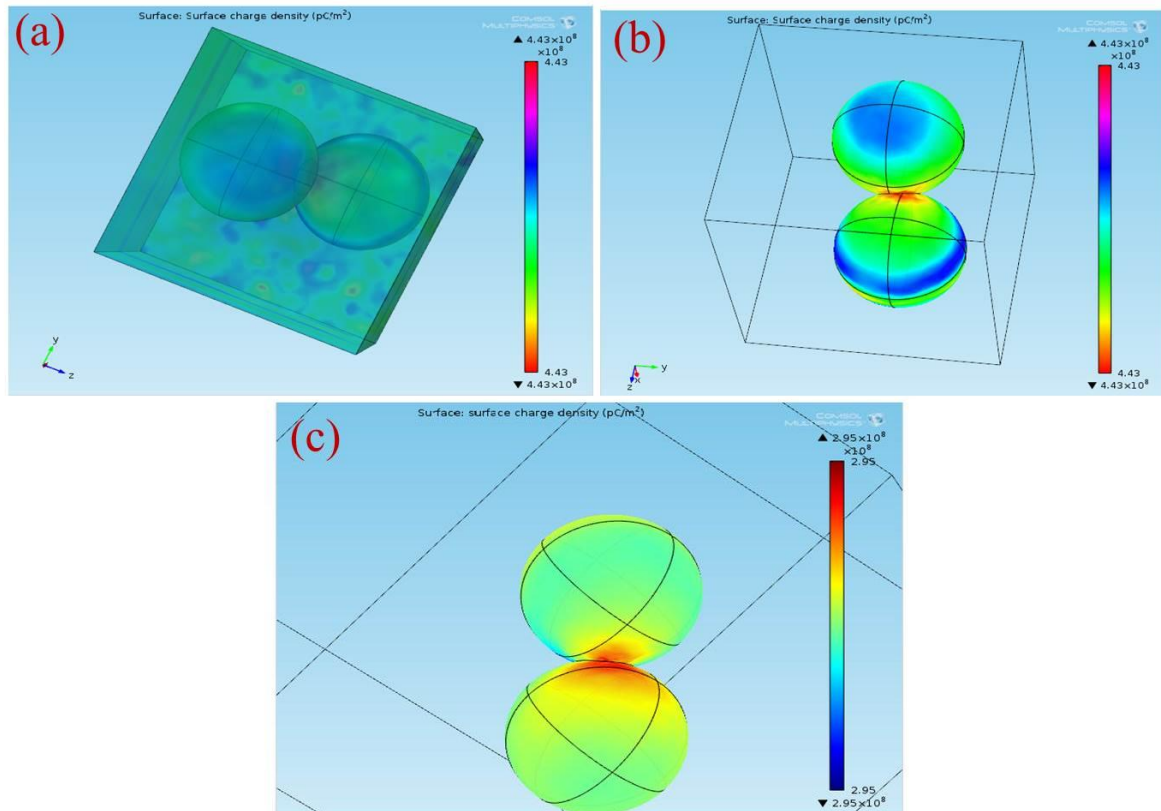 (a)
Surface: Surface charge density (pC/m²)
COMSOL
MULTIPHYSICS
▲ 4.43×10⁸
×10⁸
4.43
4.43
▼ 4.43×10⁸
y
z
(b)
Surface: Surface charge density (pC/m²)
COMSOL
MULTIPHYSICS
▲ 4.43×10⁸
×10⁸
4.43
4.43
▼ 4.43×10⁸
y
z
x
(c)
Surface: surface charge density (pC/m²)
COMSOL
MULTIPHYSICS
▲ 2.95×10⁸
×10⁸
2.95
2.95
▼ 2.95×10⁸